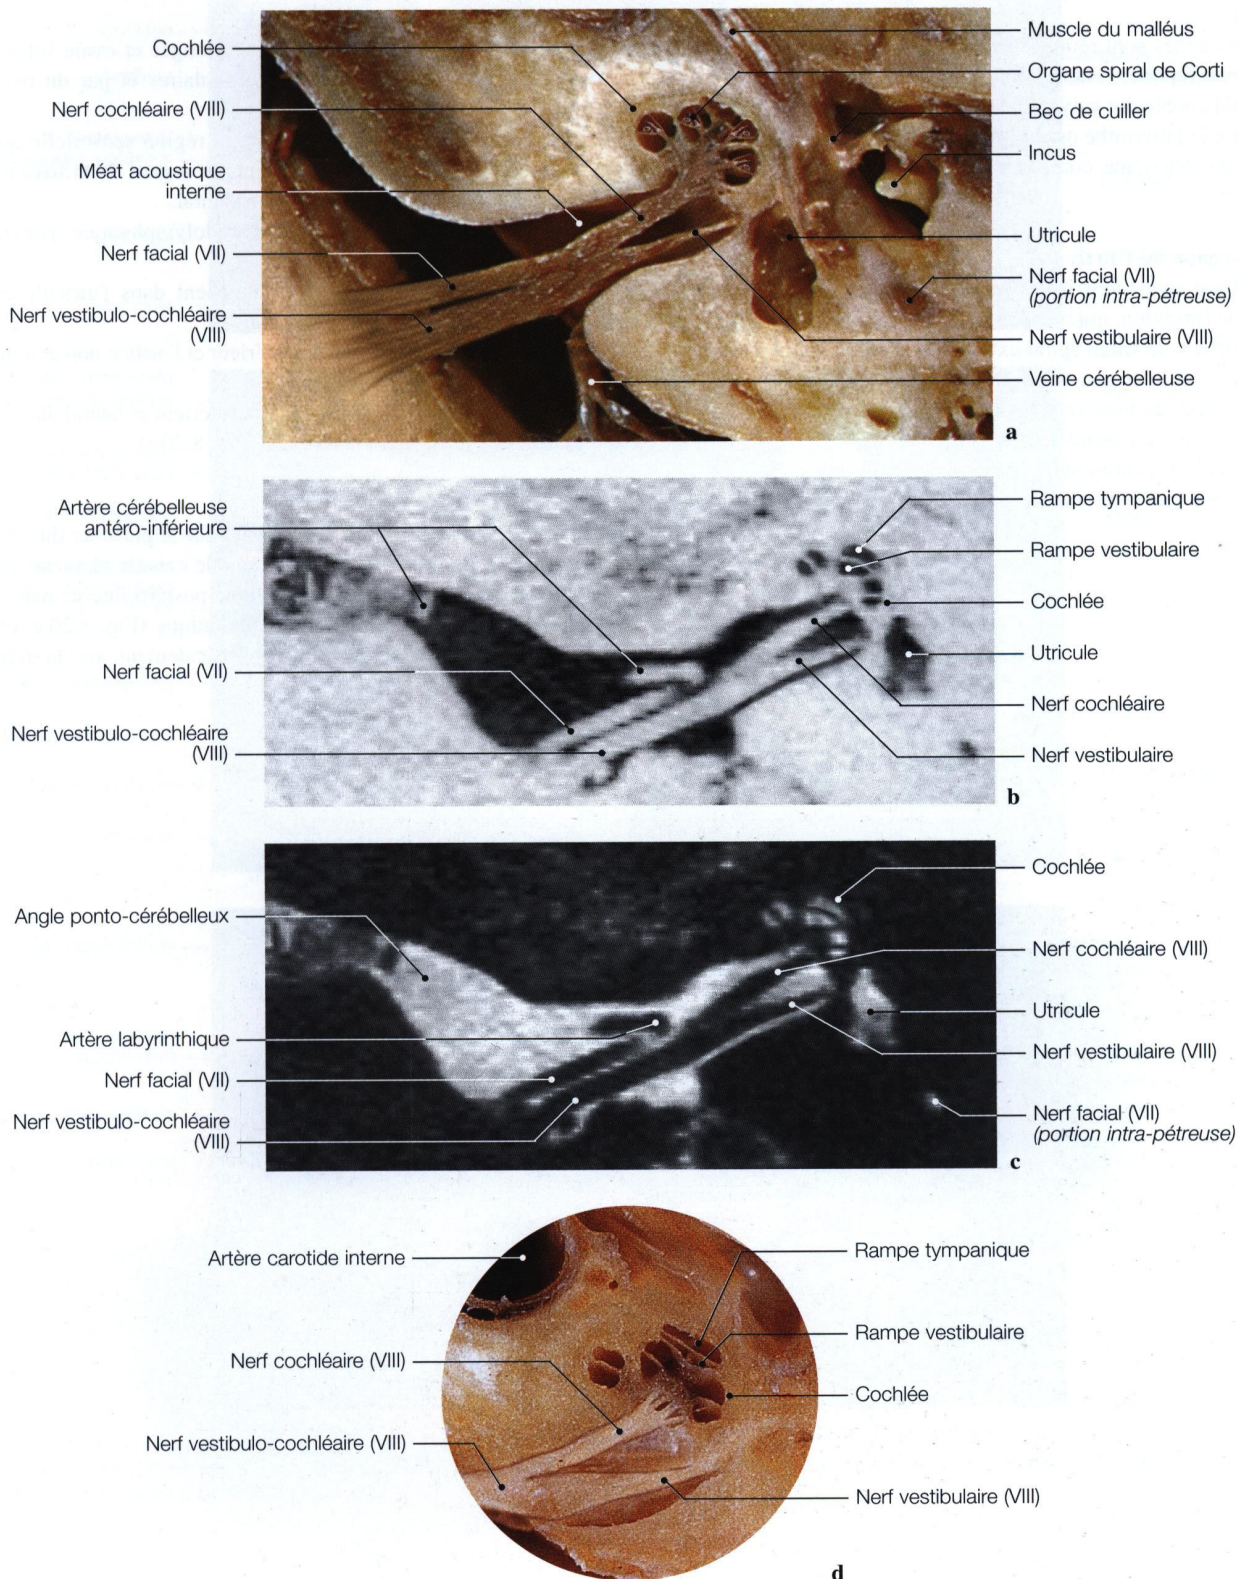 Cochlée
Nerf cochléaire (VIII)
Méat acoustique
interne
Nerf facial (VII)
Nerf vestibulo-cochléaire
(VIII)
Muscle du malléus
Organe spiral de Corti
Bec de cuiller
Incus
Utricule
Nerf facial (VII)
(portion intra-pétreuse)
Nerf vestibulaire (VIII)
Veine cérébelleuse
a
Artère cérébelleuse
antéro-inférieure
Nerf facial (VII)
Nerf vestibulo-cochléaire
(VIII)
Rampe tympanique
Rampe vestibulaire
Cochlée
Utricule
Nerf cochléaire
Nerf vestibulaire
b
Angle ponto-cérébelleux
Artère labyrinthique
Nerf facial (VII)
Nerf vestibulo-cochléaire
(VIII)
Cochlée
Nerf cochléaire (VIII)
Utricule
Nerf vestibulaire (VIII)
Nerf facial (VII)
(portion intra-pétreuse)
c
Artère carotide interne
Nerf cochléaire (VIII)
Nerf vestibulo-cochléaire (VIII)
Rampe tympanique
Rampe vestibulaire
Cochlée
Nerf vestibulaire (VIII)
d